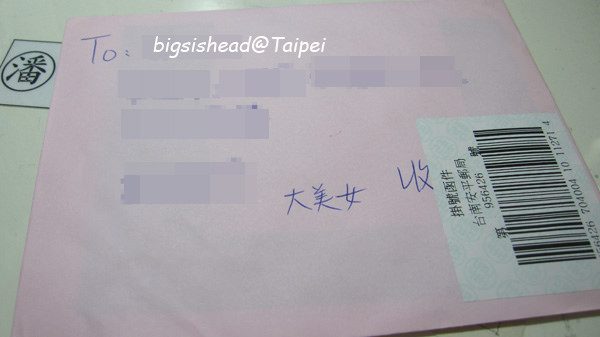 To:
bigsishead@Taipei
潘
大美女 收
掛號函件
台南安平郵局
956426 號
第
956426 704004 10 11271 4